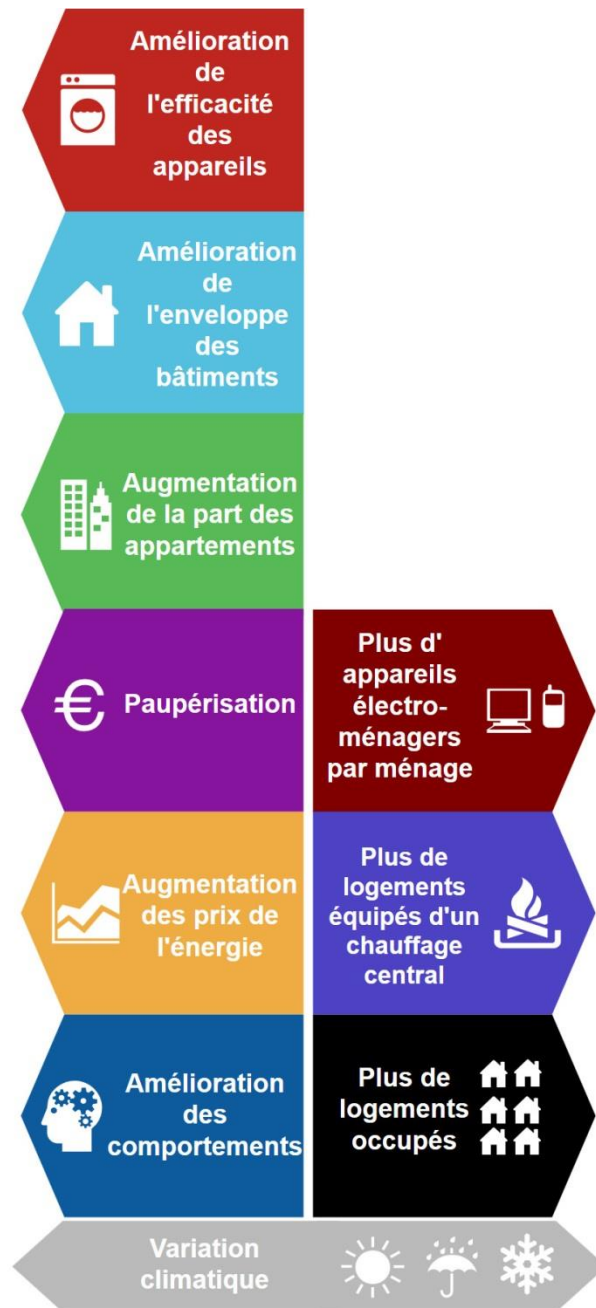 Amélioration
de
l'efficacité
des
appareils
Amélioration
de
l'enveloppe
des
bâtiments
Augmentation
de la part des
appartements
€
Paupérisation
Plus d'
appareils
électro-
ménagers
par ménage
Augmentation
des prix de
l'énergie
Plus de
logements
équipés d'un
chauffage
central
Amélioration
des
comportements
Plus de
logements
occupés
Variation
climatique